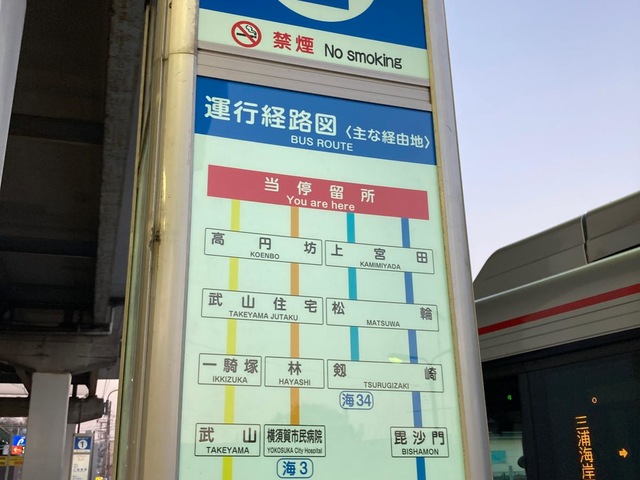 禁煙 No smoking
運行経路図〈主な経由地〉
BUS ROUTE
当停留所
You are here
高円坊 上宮田
KOENBO KAMIMIYADA
武山住宅 松輪
TAKEYAMA JUTAKU MATSUWA
一騎塚 林 剱崎
IKKIZUKA HAYASHI TSURUGIZAKI
海34
武山 横須賀市民病院 毘沙門
TAKEYAMA YOKOSUKA City Hospital BISHAMON
海3
三浦海岸